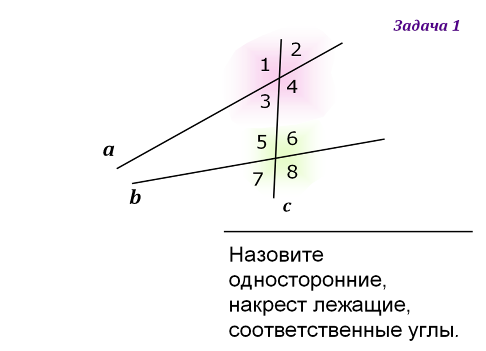 Задача 1
2
1
4
3
a
5 6
b
7 8
c
Назовите
односторонние,
накрест лежащие,
соответственные углы.